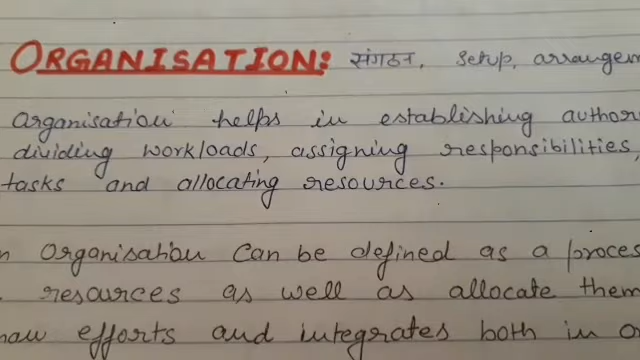 ORGANISATION: संगठन, setup, arrangem
Organisation helps in establishing author
dividing workloads, assigning responsibilities,
tasks and allocating resources.
n Organisation can be defined as a proces
resources as well as allocate them
how efforts and integrates both in o